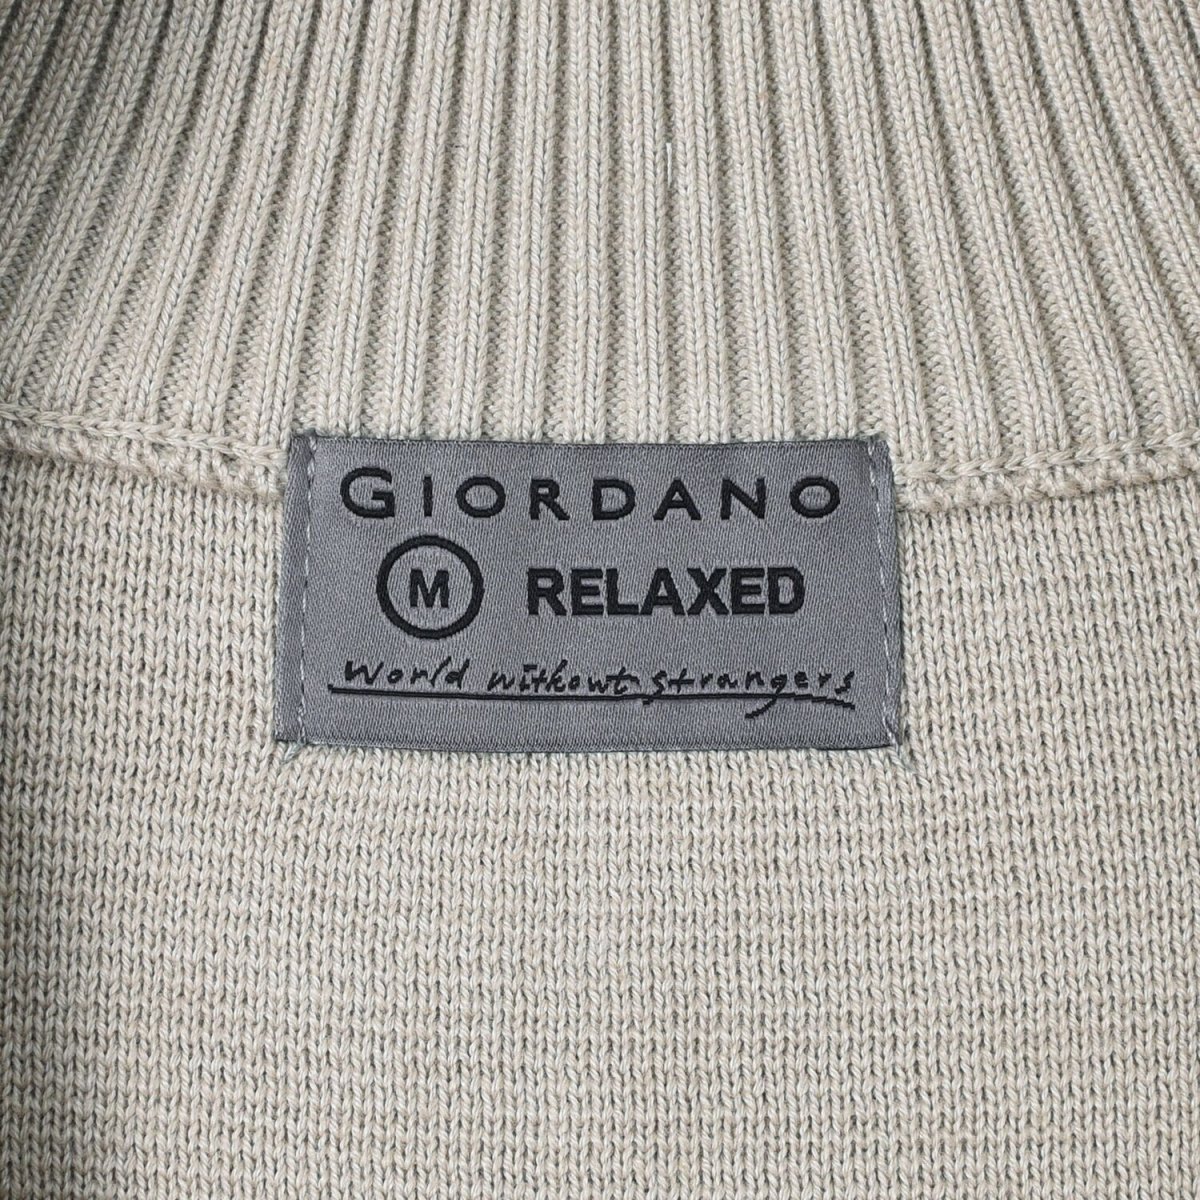 GIORDANO
M RELAXED
World without strangers